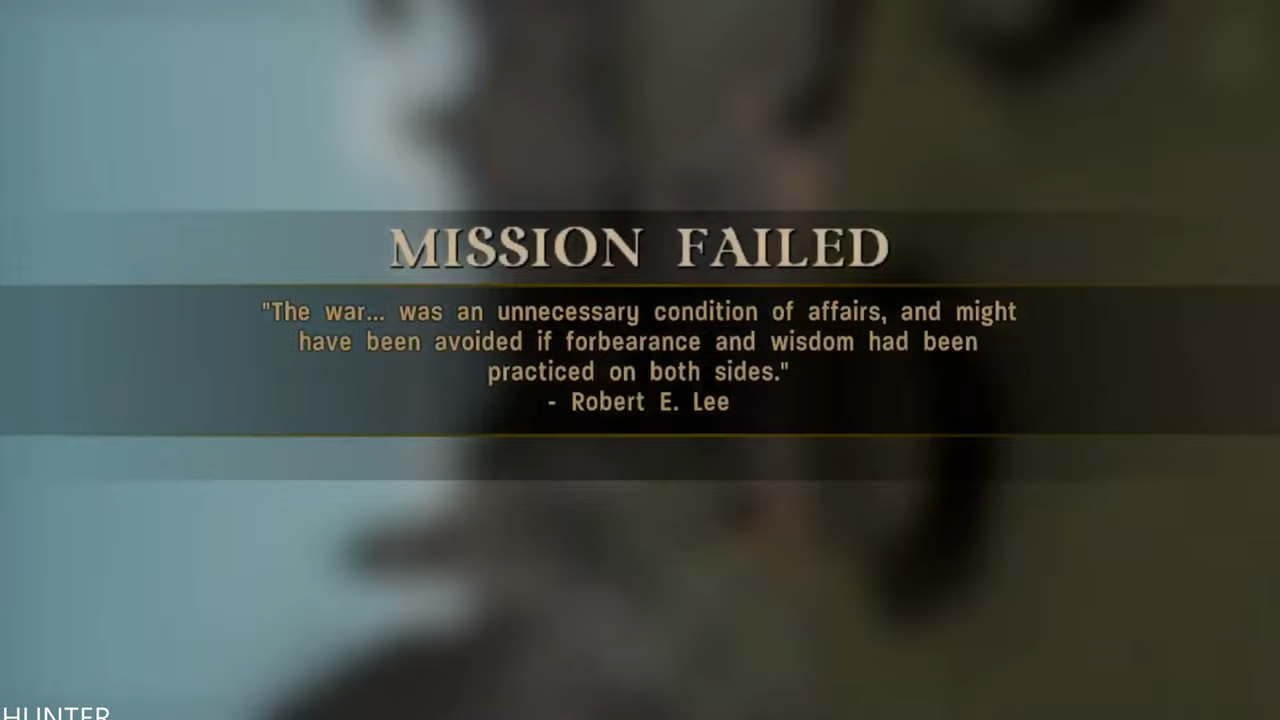 MISSION FAILED
"The war... was an unnecessary condition of affairs, and might
have been avoided if forbearance and wisdom had been
practiced on both sides."
- Robert E. Lee
HUNTER